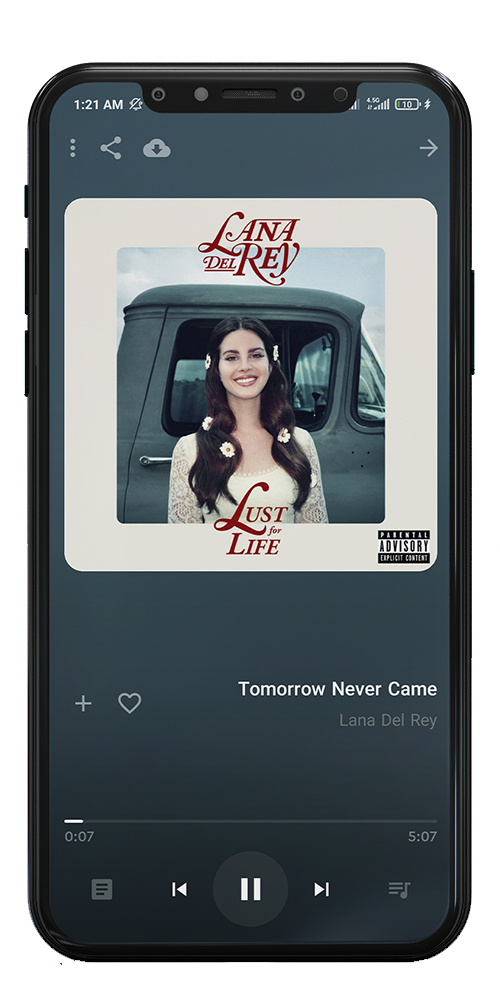 1:21 AM
4.5G
10
LANA
DEL REY
LUST
for
LIFE
PARENTAL
ADVISORY
EXPLICIT CONTENT
Tomorrow Never Came
Lana Del Rey
0:07
5:07